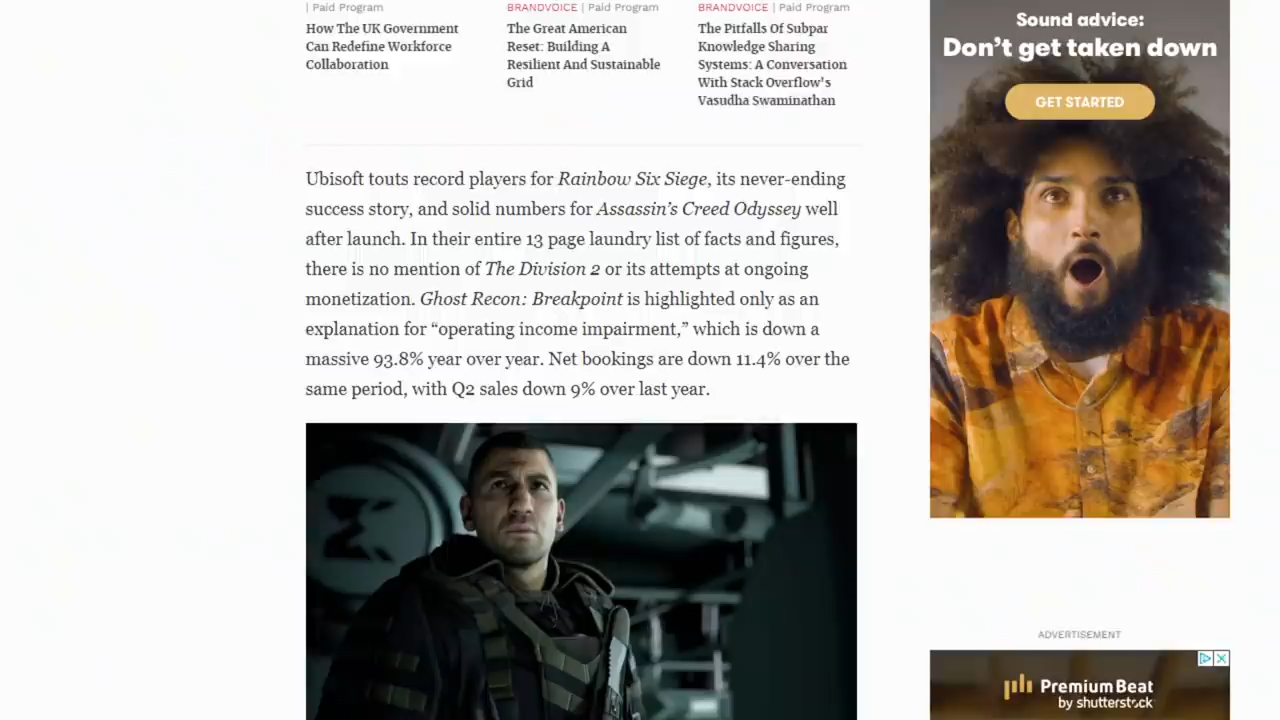 | Paid Program
How The UK Government
Can Redefine Workforce
Collaboration
BRANDVOICE | Paid Program
The Great American
Reset: Building A
Resilient And Sustainable
Grid
BRANDVOICE | Paid Program
The Pitfalls Of Subpar
Knowledge Sharing
Systems: A Conversation
With Stack Overflow's
Vasudha Swaminathan
Ubisoft touts record players for Rainbow Six Siege, its never-ending
success story, and solid numbers for Assassin’s Creed Odyssey well
after launch. In their entire 13 page laundry list of facts and figures,
there is no mention of The Division 2 or its attempts at ongoing
monetization. Ghost Recon: Breakpoint is highlighted only as an
explanation for “operating income impairment,” which is down a
massive 93.8% year over year. Net bookings are down 11.4% over the
same period, with Q2 sales down 9% over last year.
Sound advice:
Don’t get taken down
GET STARTED
ADVERTISEMENT
PremiumBeat
by shutterstock